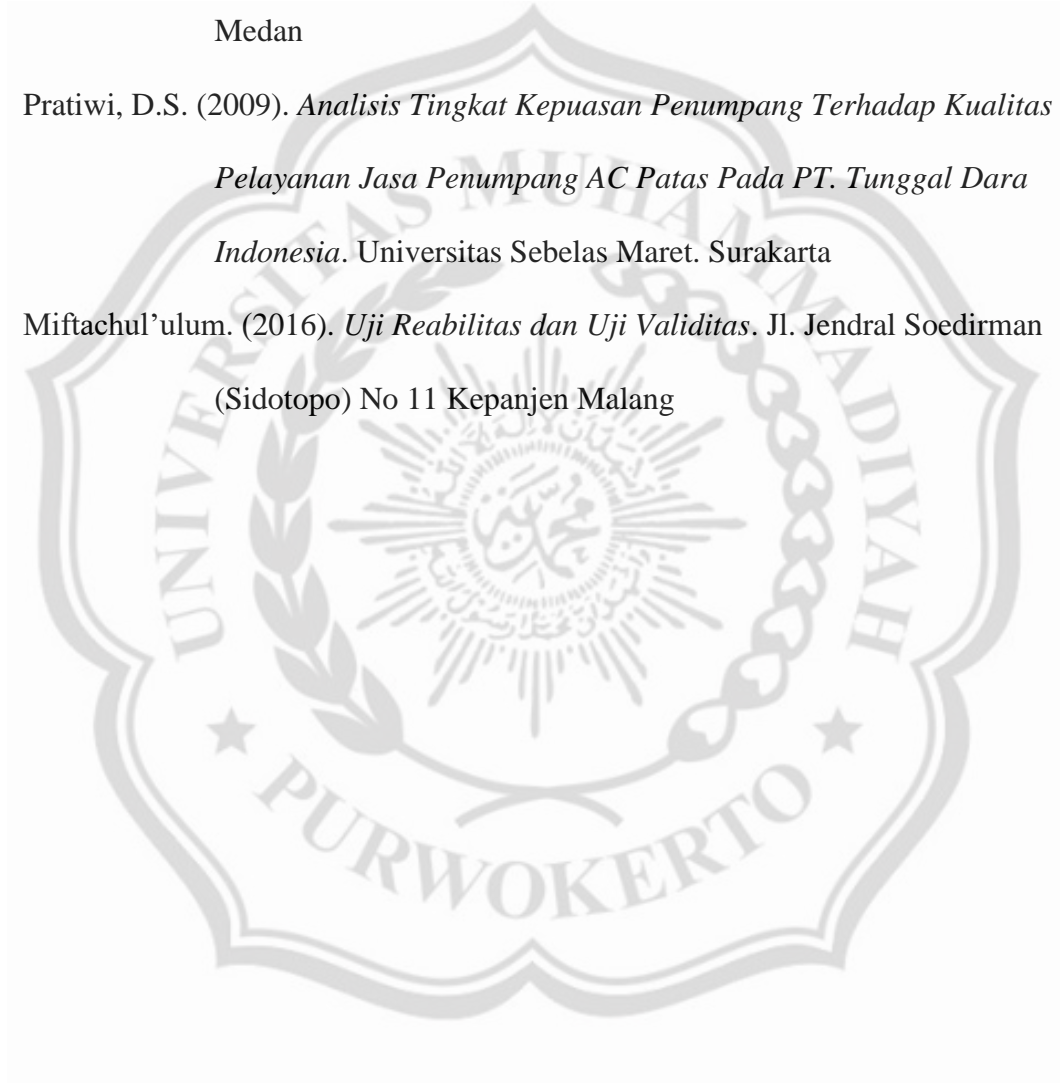 Medan
Pratiwi, D.S. (2009). Analisis Tingkat Kepuasan Penumpang Terhadap Kualitas
Pelayanan Jasa Penumpang AC Patas Pada PT. Tunggal Dara
Indonesia. Universitas Sebelas Maret. Surakarta
Miftachul’ulum. (2016). Uji Reabilitas dan Uji Validitas. Jl. Jendral Soedirman
(Sidotopo) No 11 Kepanjen Malang
UNIVERSITAS MUHAMMADIYAH
PURWOKERTO
محمدية